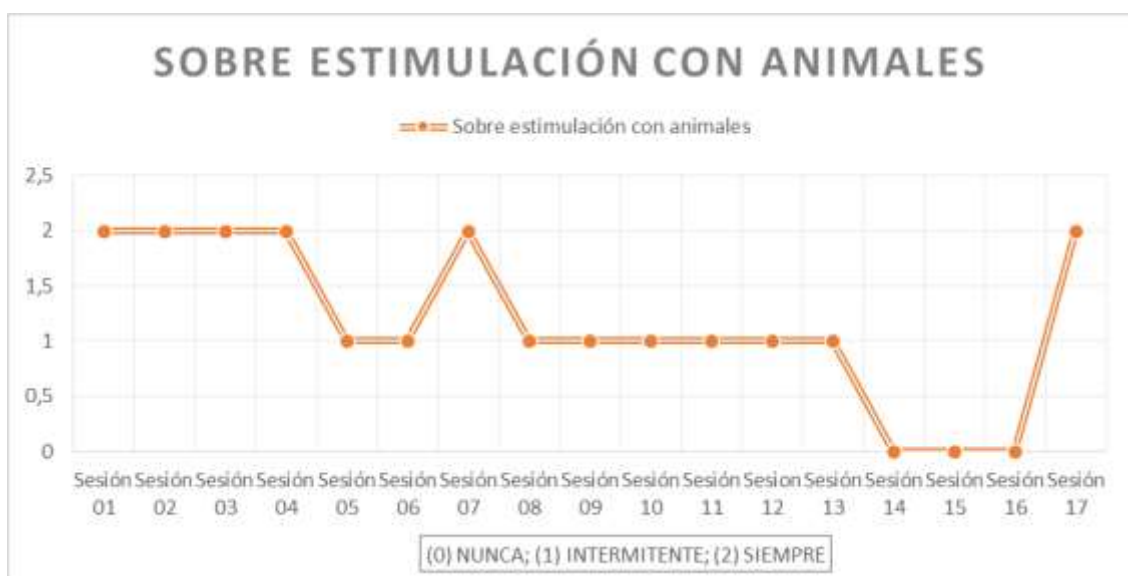 SOBRE ESTIMULACIÓN CON ANIMALES
Sobre estimulación con animales
2,5
2
1,5
1
0,5
0
Sesión Sesión Sesión Sesión Sesión Sesión Sesión Sesión Sesión Sesión Sesión Sesión Sesión Sesión Sesión Sesión Sesión
01 02 03 04 05 06 07 08 09 10 11 12 13 14 15 16 17
(0) NUNCA; (1) INTERMITENTE; (2) SIEMPRE